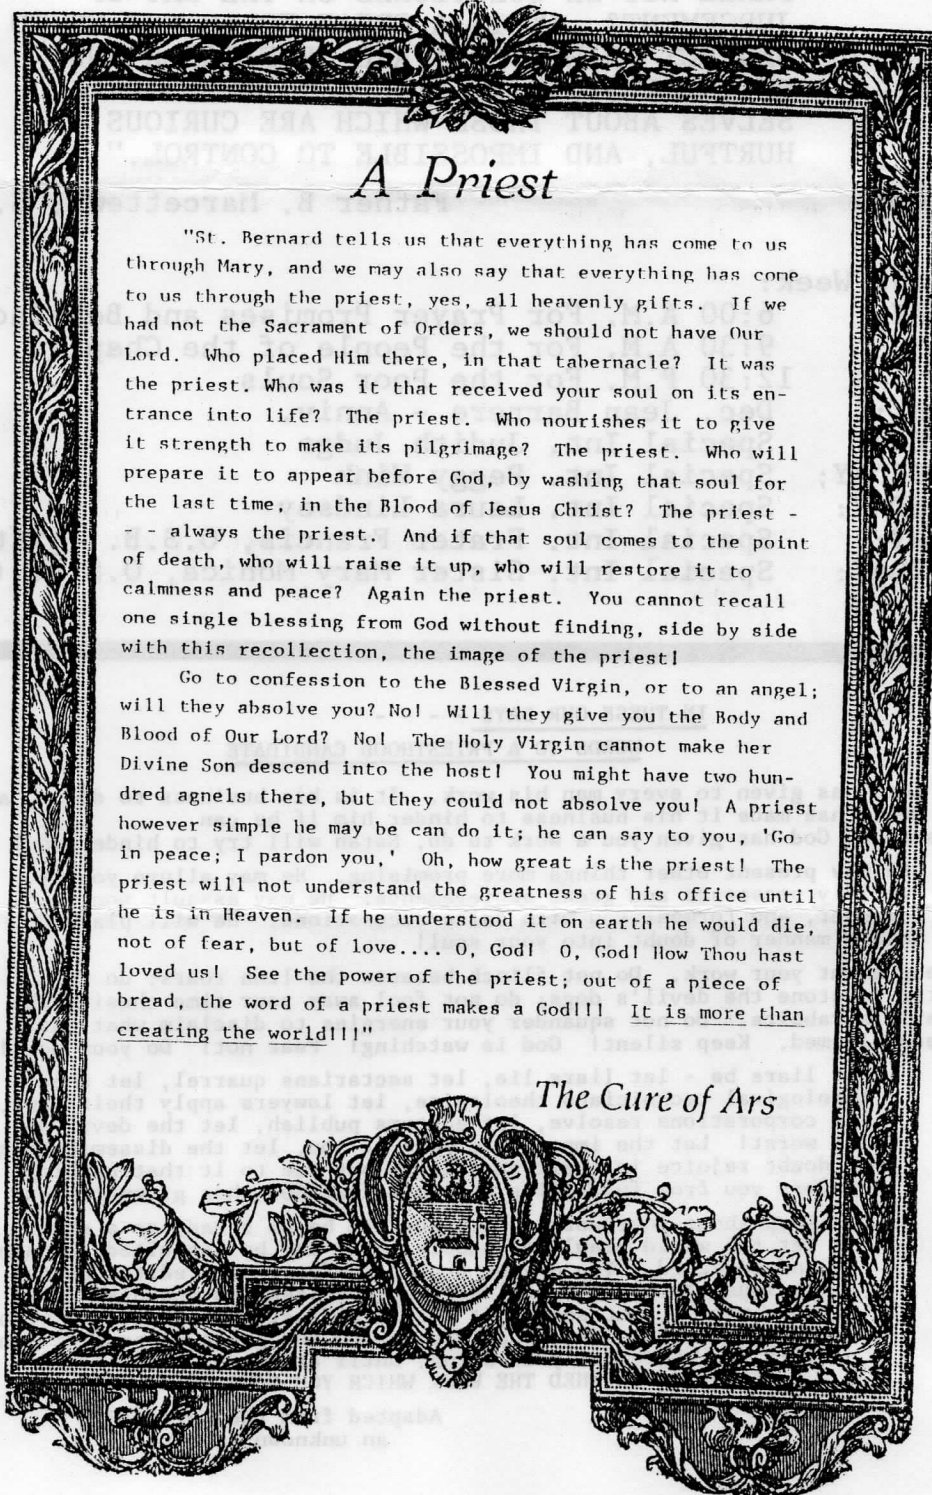 A Priest
"St. Bernard tells us that everything has come to us
through Mary, and we may also say that everything has come
to us through the priest, yes, all heavenly gifts. If we
had not the Sacrament of Orders, we should not have Our
Lord. Who placed Him there, in that tabernacle? It was
the priest. Who was it that received your soul on its en-
trance into life? The priest. Who nourishes it to give
it strength to make its pilgrimage? The priest. Who will
prepare it to appear before God, by washing that soul for
the last time, in the Blood of Jesus Christ? The priest -
- always the priest. And if that soul comes to the point
of death, who will raise it up, who will restore it to
calmness and peace? Again the priest. You cannot recall
one single blessing from God without finding, side by side
with this recollection, the image of the priest!
Go to confession to the Blessed Virgin, or to an angel;
will they absolve you? No! Will they give you the Body and
Blood of Our Lord? No! The Holy Virgin cannot make her
Divine Son descend into the host! You might have two hun-
dred agnels there, but they could not absolve you! A priest
however simple he may be can do it; he can say to you, 'Go
in peace; I pardon you,' Oh, how great is the priest! The
priest will not understand the greatness of his office until
he is in Heaven. If he understood it on earth he would die,
not of fear, but of love.... O, God! O, God! How Thou hast
loved us! See the power of the priest; out of a piece of
bread, the word of a priest makes a God!!! It is more than
creating the world!!!"
The Cure of Ars